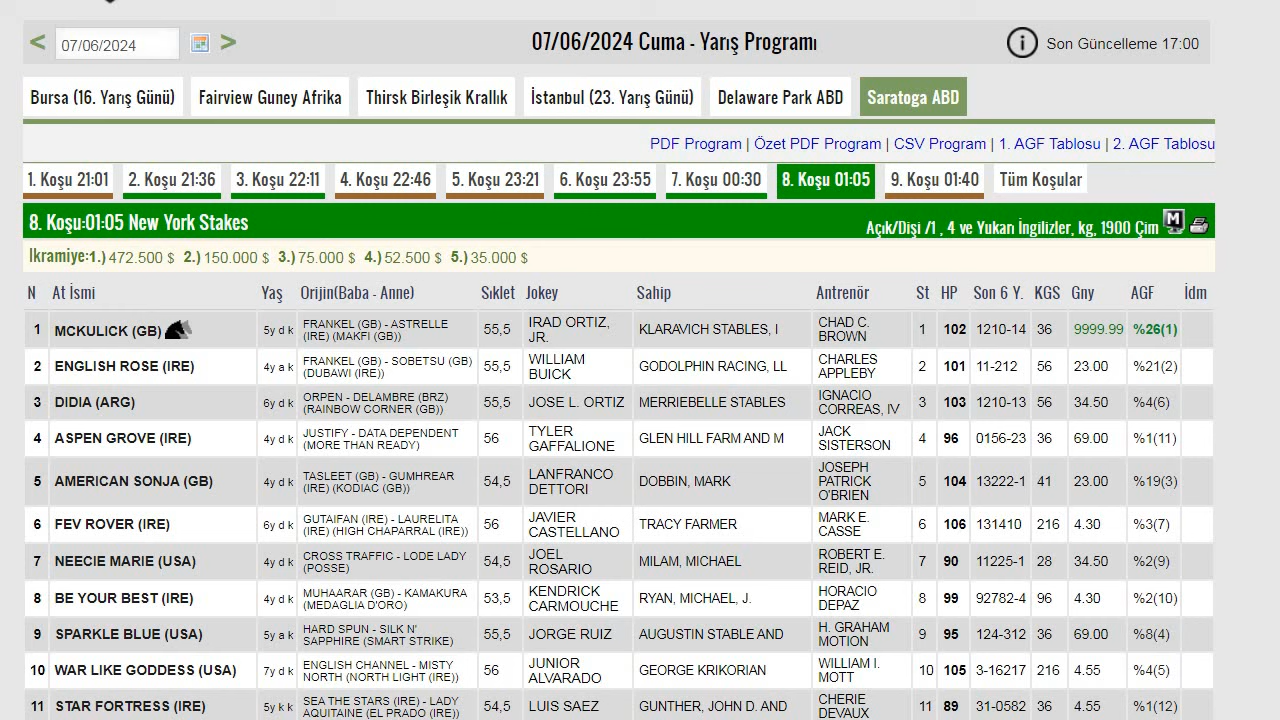 07/06/2024
07/06/2024 Cuma - Yarış Programı
Son Güncelleme 17:00
Bursa (16. Yarış Günü) Fairview Guney Afrika Thirsk Birleşik Krallık İstanbul (23. Yarış Günü) Delaware Park ABD Saratoga ABD
PDF Program | Özet PDF Program | CSV Program | 1. AGF Tablosu | 2. AGF Tablosu
1. Koşu 21:01 2. Koşu 21:36 3. Koşu 22:11 4. Koşu 22:46 5. Koşu 23:21 6. Koşu 23:55 7. Koşu 00:30 8. Koşu 01:05 9. Koşu 01:40 Tüm Koşular
8. Koşu:01:05 New York Stakes
Açık/Dişi /1 , 4 ve Yukarı İngilizler, kg, 1900 Çim M
İkramiye:1.) 472.500 $ 2.) 150.000 $ 3.) 75.000 $ 4.) 52.500 $ 5.) 35.000 $
N At İsmi Yaş Orijin(Baba - Anne) Sıklet Jokey Sahip Antrenör St HP Son 6 Y. KGS Gny AGF İdm
1 MCKULICK (GB) 5y d k FRANKEL (GB) - ASTRELLE (IRE) (MAKFI (GB)) 55,5 IRAD ORTIZ, JR. KLARAVICH STABLES, I CHAD C. BROWN 1 102 1210-14 36 9999.99 %26(1)
2 ENGLISH ROSE (IRE) 4y a k FRANKEL (GB) - SOBETSU (GB) (DUBAWI (IRE)) 55,5 WILLIAM BUICK GODOLPHIN RACING, LL CHARLES APPLEBY 2 101 11-212 56 23.00 %21(2)
3 DIDIA (ARG) 6y d k ORPEN - DELAMBRE (BRZ) (RAINBOW CORNER (GB)) 55,5 JOSE L. ORTIZ MERRIEBELLE STABLES IGNACIO CORREAS, IV 3 103 1210-13 56 34.50 %4(6)
4 ASPEN GROVE (IRE) 4y d k JUSTIFY - DATA DEPENDENT (MORE THAN READY) 56 TYLER GAFFALIONE GLEN HILL FARM AND M JACK SISTERSON 4 96 0156-23 36 69.00 %1(11)
5 AMERICAN SONJA (GB) 4y d k TASLEET (GB) - GUMHREAR (IRE) (KODIAC (GB)) 54,5 LANFRANCO DETTORI DOBBIN, MARK JOSEPH PATRICK O'BRIEN 5 104 13222-1 41 23.00 %19(3)
6 FEV ROVER (IRE) 6y d k GUTAIFAN (IRE) - LAURELITA (IRE) (HIGH CHAPARRAL (IRE)) 56 JAVIER CASTELLANO TRACY FARMER MARK E. CASSE 6 106 131410 216 4.30 %3(7)
7 NEECIE MARIE (USA) 4y d k CROSS TRAFFIC - LODE LADY (POSSE) 54,5 JOEL ROSARIO MILAM, MICHAEL ROBERT E. REID, JR. 7 90 11225-1 28 34.50 %2(9)
8 BE YOUR BEST (IRE) 4y d k MUHAARAR (GB) - KAMAKURA (MEDAGLIA D'ORO) 53,5 KENDRICK CARMOUCHE RYAN, MICHAEL, J. HORACIO DEPAZ 8 99 92782-4 96 4.30 %2(10)
9 SPARKLE BLUE (USA) 5y a k HARD SPUN - SILK N' SAPPHIRE (SMART STRIKE) 55,5 JORGE RUIZ AUGUSTIN STABLE AND H. GRAHAM MOTION 9 95 124-312 36 69.00 %8(4)
10 WAR LIKE GODDESS (USA) 7y d k ENGLISH CHANNEL - MISTY NORTH (NORTH LIGHT (IRE)) 56 JUNIOR ALVARADO GEORGE KRIKORIAN WILLIAM I. MOTT 10 105 3-16217 216 4.55 %4(5)
11 STAR FORTRESS (IRE) 5y k k SEA THE STARS (IRE) - LADY AQUITAINE (EL PRADO (IRE)) 54,5 LUIS SAEZ GUNTHER, JOHN D. AND CHERIE DEVAUX 11 89 31-0582 36 4.55 %1(12)